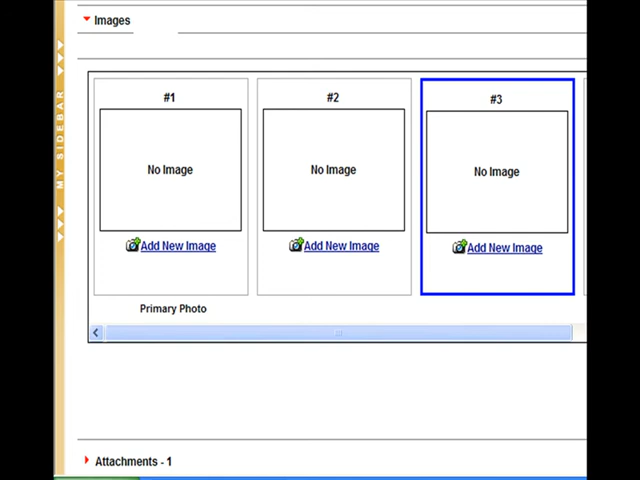 Images
MY SIDEBAR
#1
#2
#3
No Image
No Image
No Image
Add New Image
Add New Image
Add New Image
Primary Photo
Attachments - 1